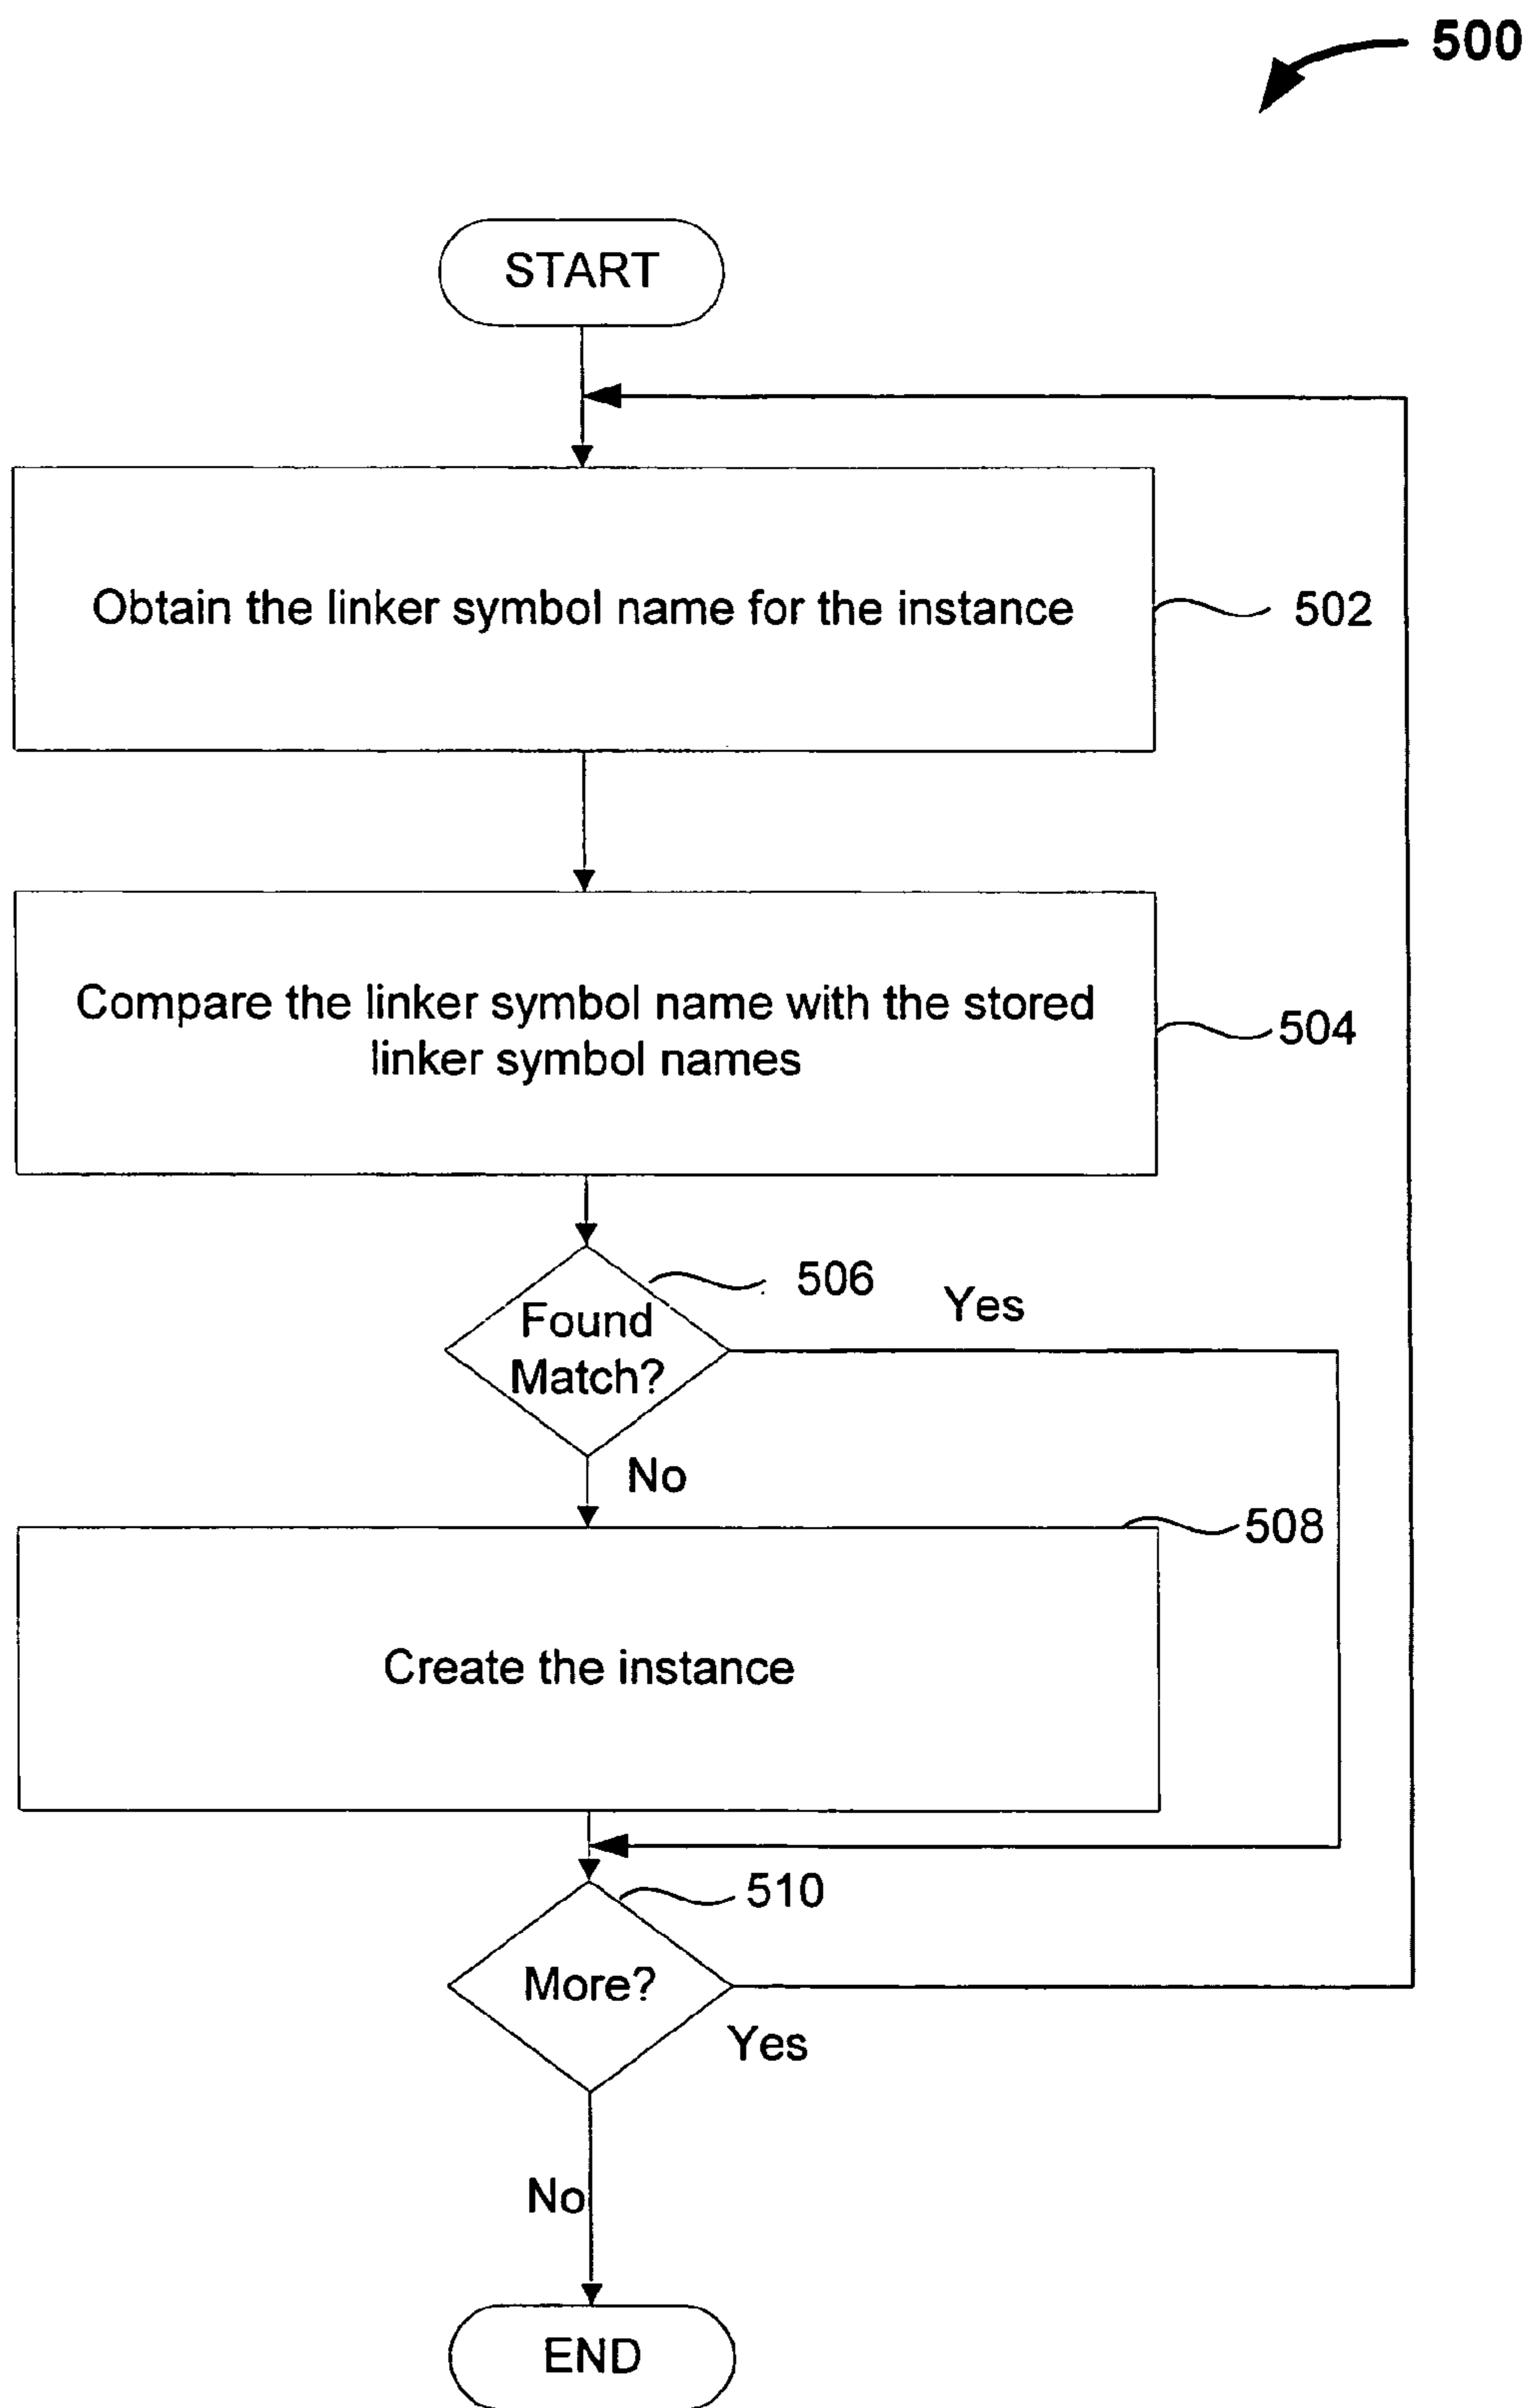 500
START
Obtain the linker symbol name for the instance
502
Compare the linker symbol name with the stored
linker symbol names
504
506
Yes
Found
Match?
No
508
Create the instance
510
More?
Yes
No
END